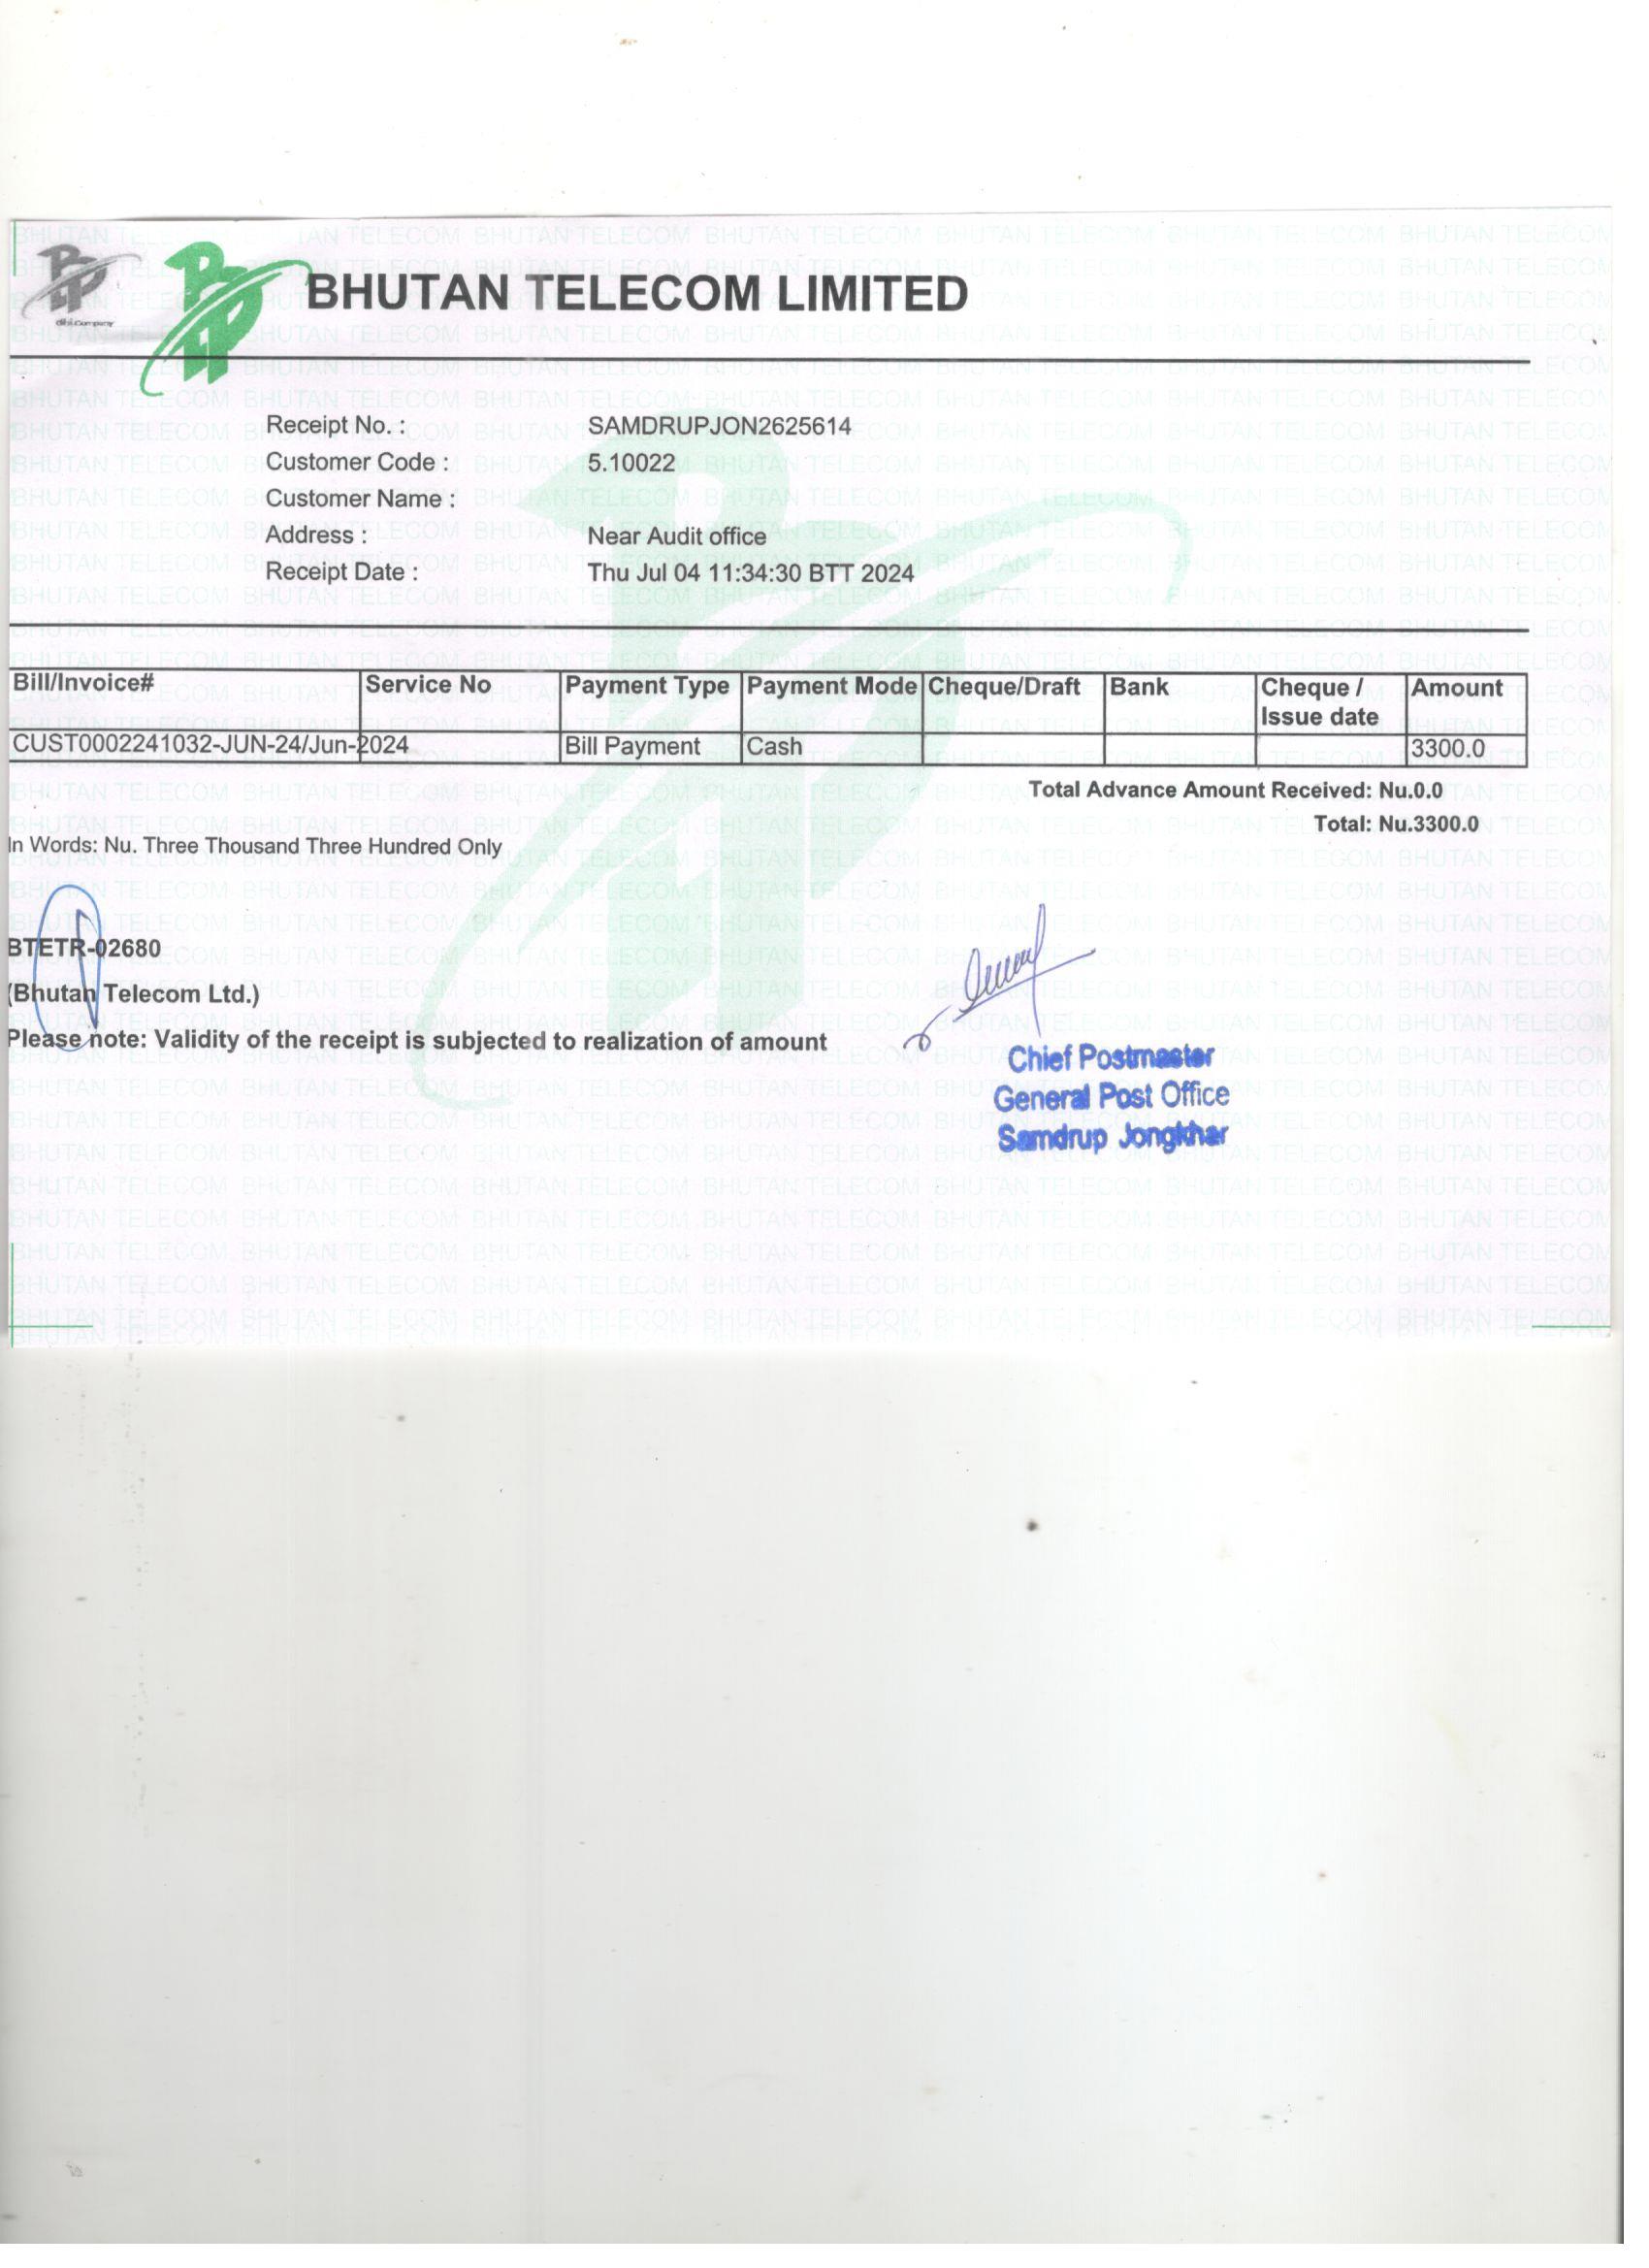 BHUTAN TELECOM LIMITED
Receipt No. : SAMDRUPJON2625614
Customer Code : 5.10022
Customer Name :
Address : Near Audit office
Receipt Date : Thu Jul 04 11:34:30 BTT 2024
Bill/Invoice# Service No Payment Type Payment Mode Cheque/Draft Bank Cheque / Issue date Amount
CUST0002241032-JUN-24/Jun-2024 Bill Payment Cash 3300.0
Total Advance Amount Received: Nu.0.0
Total: Nu.3300.0
In Words: Nu. Three Thousand Three Hundred Only
BTETR-02680
(Bhutan Telecom Ltd.)
Please note: Validity of the receipt is subjected to realization of amount
Chief Postmaster
General Post Office
Samdrup Jongkhar